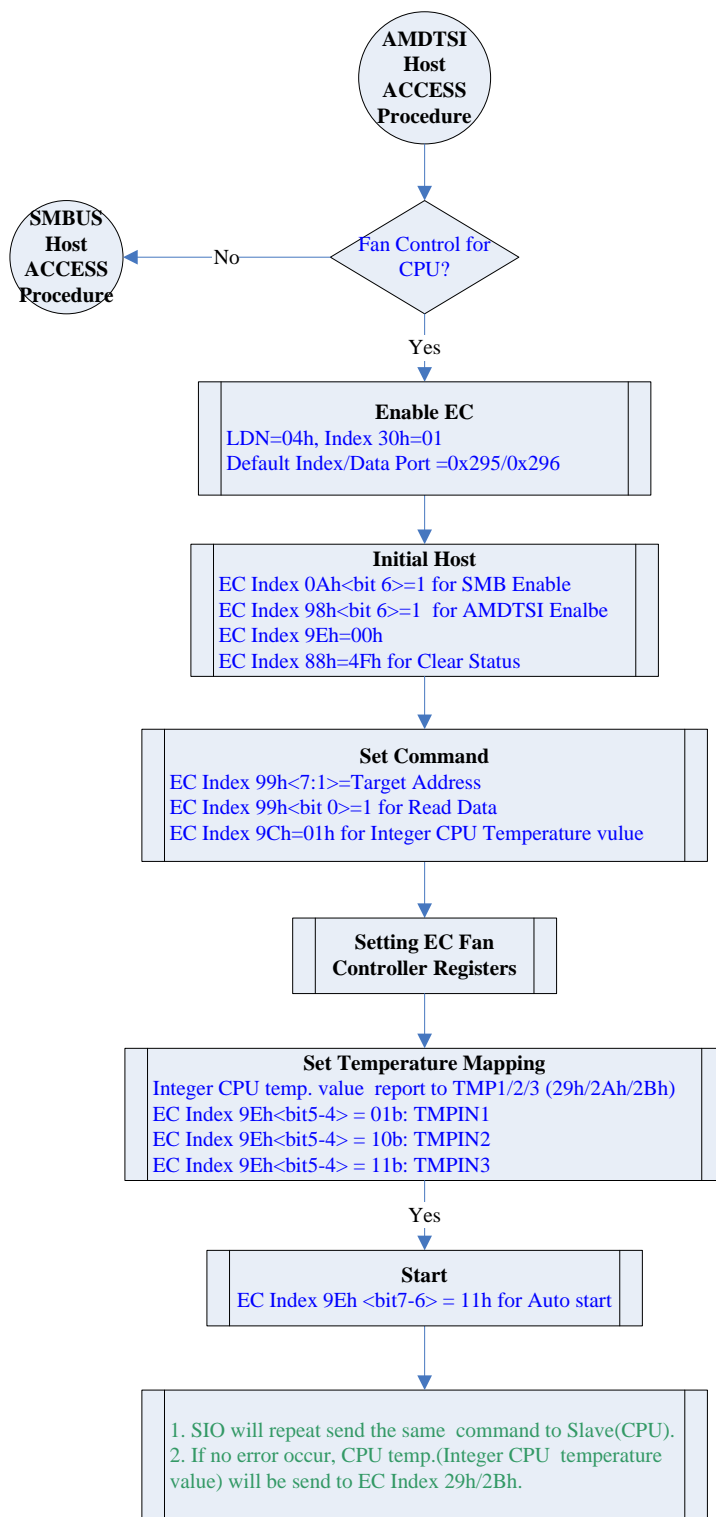 AMDTSI
Host
ACCESS
Procedure
SMBUS
Host
ACCESS
Procedure
No
Fan Control for
CPU?
Yes
Enable EC
LDN=04h, Index 30h=01
Default Index/Data Port =0x295/0x296
Initial Host
EC Index 0Ah<bit 6>=1 for SMB Enable
EC Index 98h<bit 6>=1  for AMDTSI Enalbe
EC Index 9Eh=00h
EC Index 88h=4Fh for Clear Status
Set Command
EC Index 99h<7:1>=Target Address
EC Index 99h<bit 0>=1 for Read Data
EC Index 9Ch=01h for Integer CPU Temperature vulue
Setting EC Fan
Controller Registers
Set Temperature Mapping
Integer CPU temp. value  report to TMP1/2/3 (29h/2Ah/2Bh)
EC Index 9Eh<bit5-4> = 01b: TMPIN1
EC Index 9Eh<bit5-4> = 10b: TMPIN2
EC Index 9Eh<bit5-4> = 11b: TMPIN3
Yes
Start
EC Index 9Eh <bit7-6> = 11h for Auto start
1. SIO will repeat send the same  command to Slave(CPU).
2. If no error occur, CPU temp.(Integer CPU  temperature
value) will be send to EC Index 29h/2Bh.